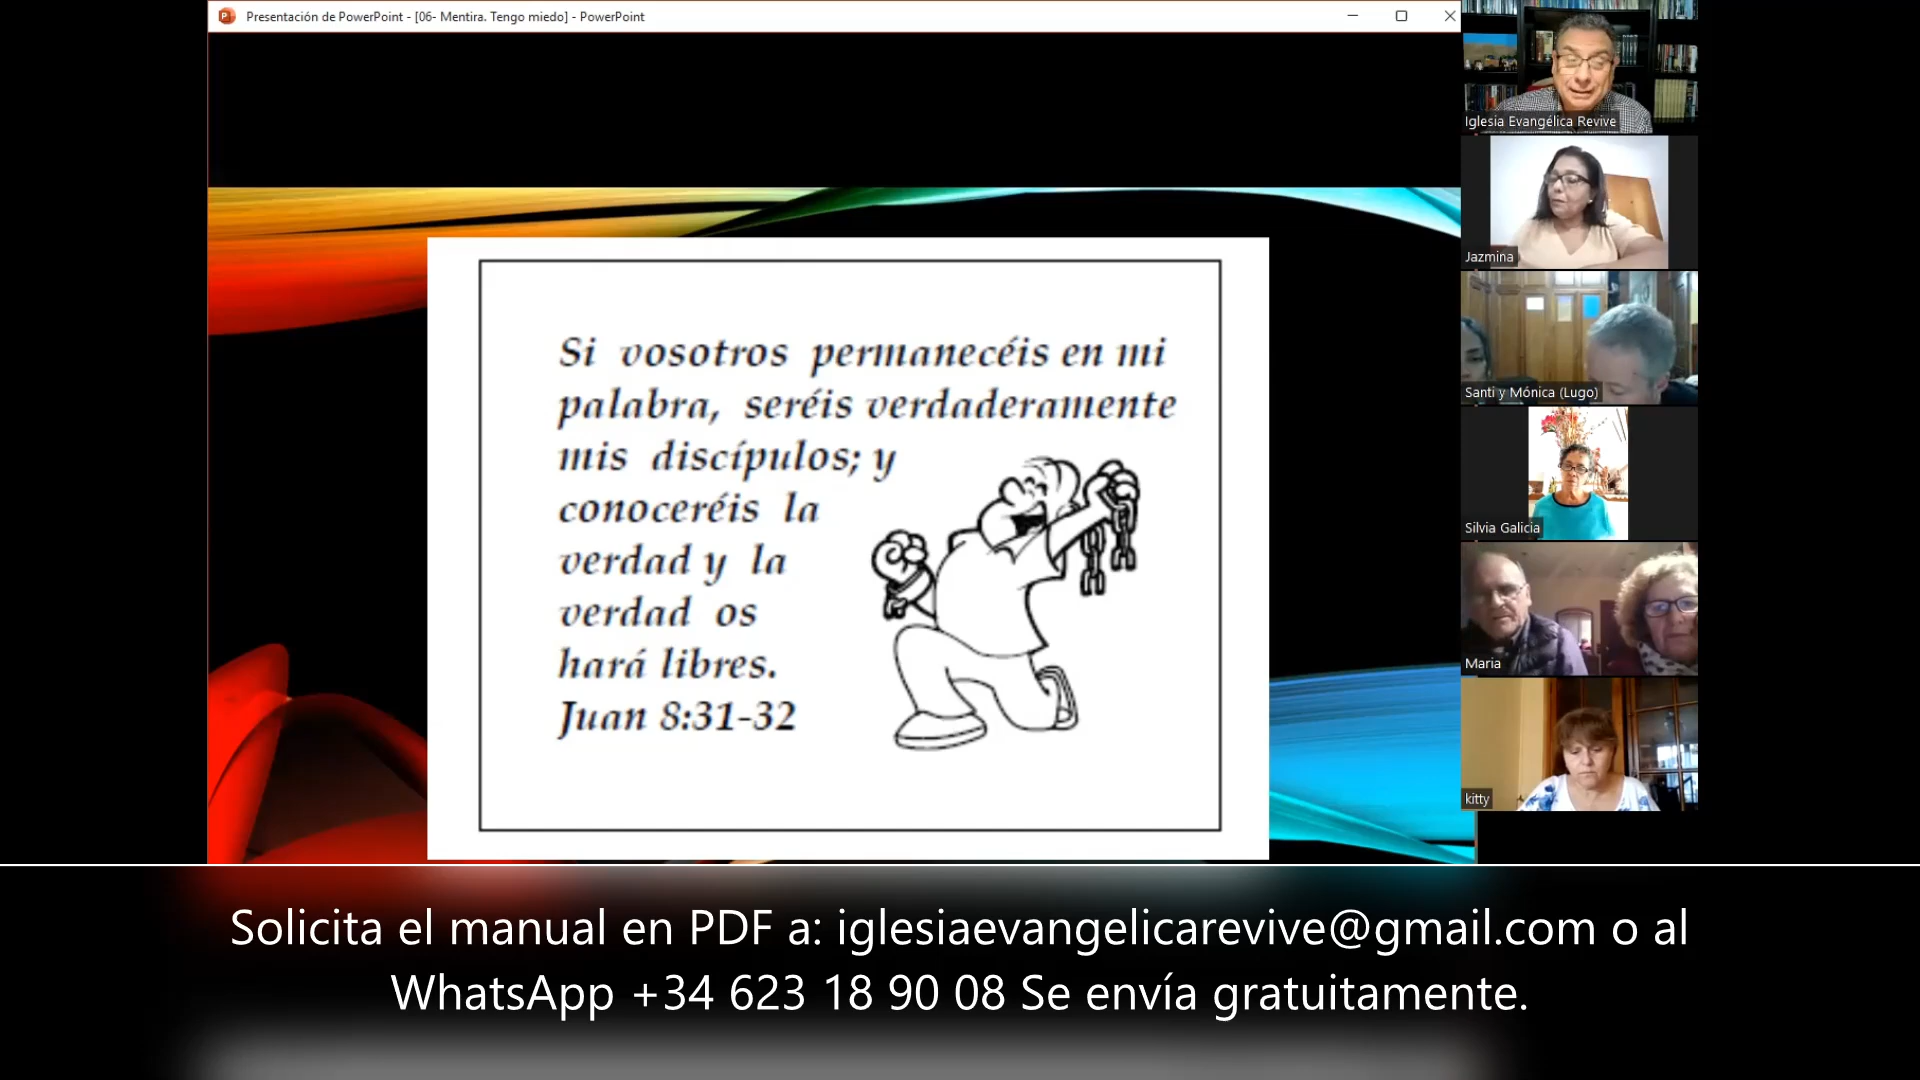 Presentación de PowerPoint - [06- Mentira. Tengo miedo] - PowerPoint
Si vosotros permanecéis en mi
palabra, seréis verdaderamente
mis discípulos; y
conoceréis la
verdad y la
verdad os
hará libres.
Juan 8:31-32
Iglesia Evangélica Revive
Jazmina
Santi y Mónica (Lugo)
Silvia Galicia
Maria
kitty
Solicita el manual en PDF a: iglesiaevangelicarevive@gmail.com o al
WhatsApp +34 623 18 90 08 Se envía gratuitamente.